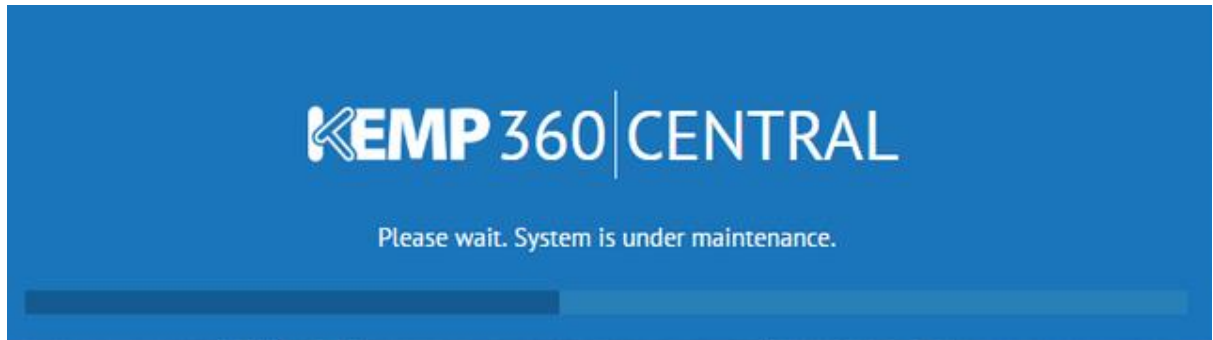 KEMP 360 CENTRAL
Please wait. System is under maintenance.